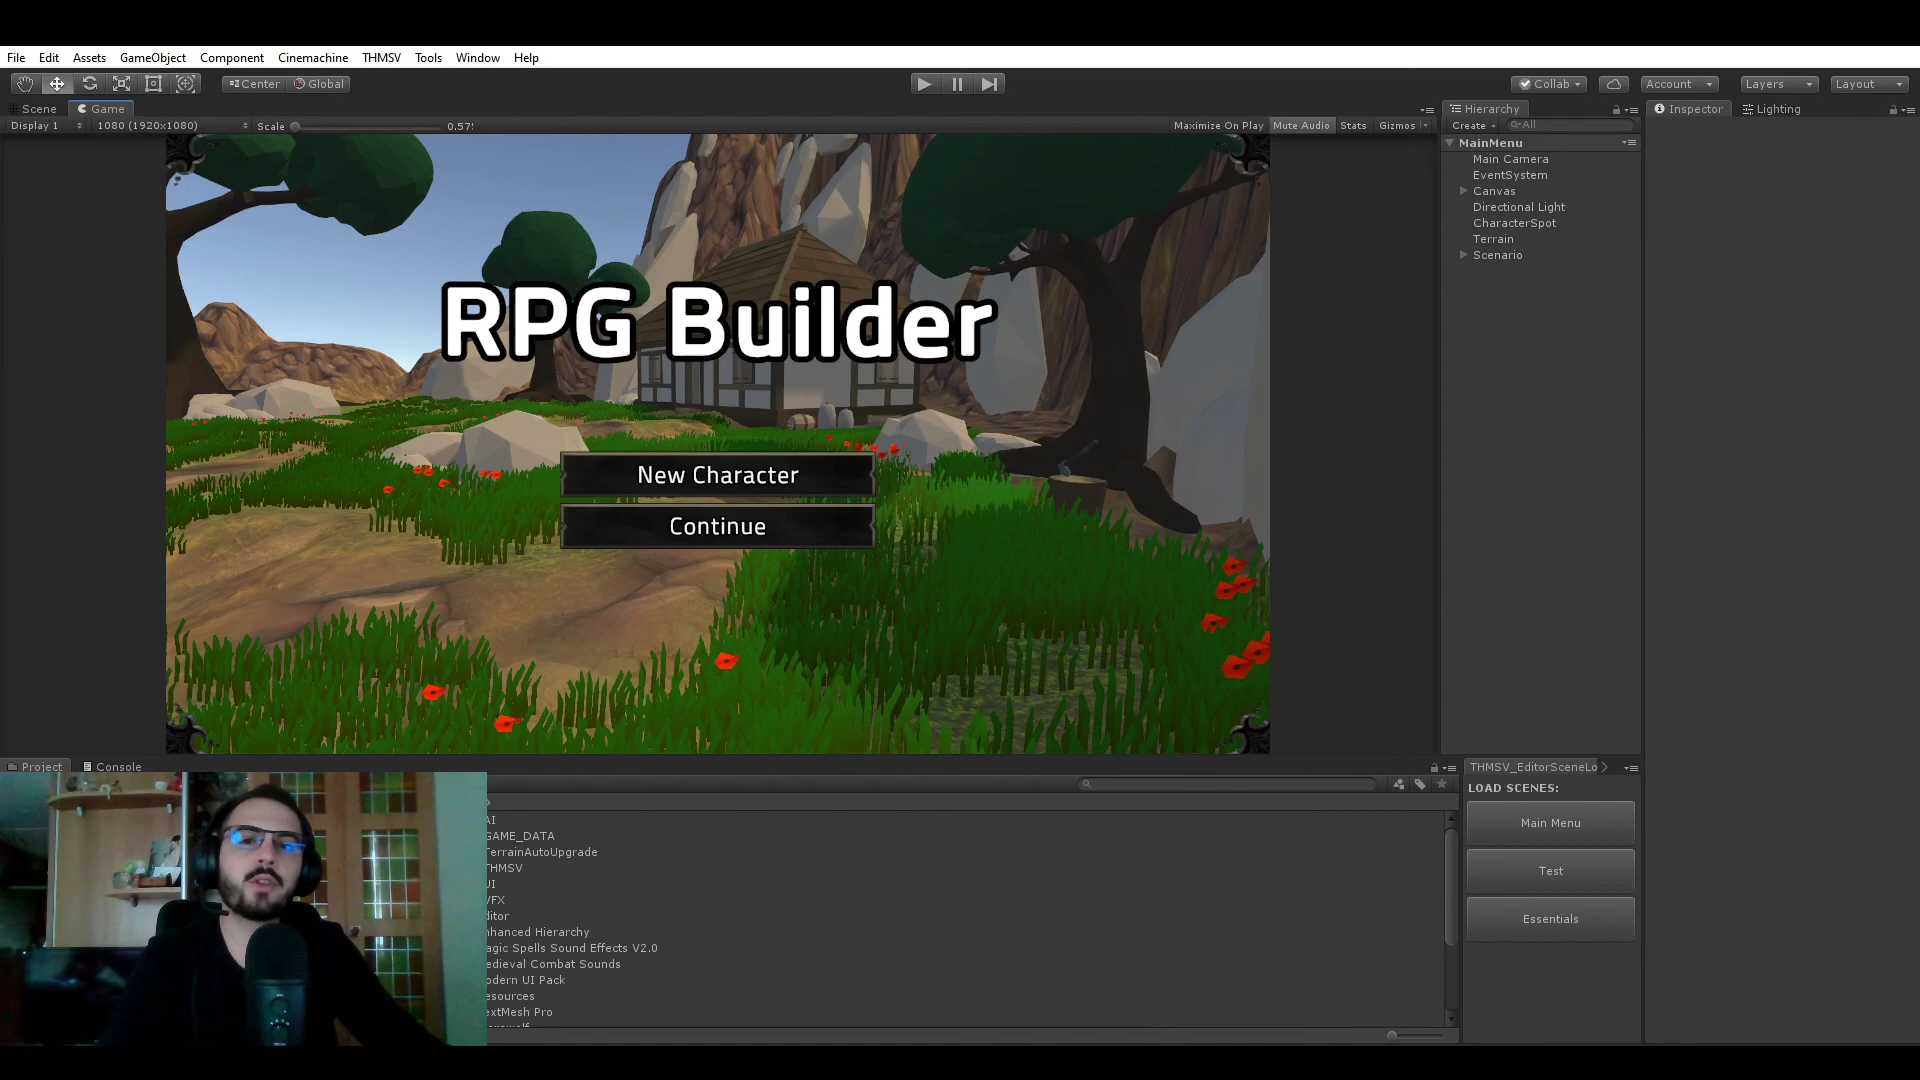 File Edit Assets GameObject Component Cinemachine THMSV Tools Window Help
Center Global
Collab Account Layers Layout
Scene Game
Hierarchy
Inspector Lighting
Display 1 1080 (1920x1080) Scale 0.57
Maximize On Play Mute Audio Stats Gizmos
Create All
MainMenu
Main Camera
EventSystem
Canvas
Directional Light
CharacterSpot
Terrain
Scenario
RPG Builder
New Character
Continue
Project Console
AI
GAME_DATA
TerrainAutoUpgrade
THMSV
UI
VFX
ditor
nhanced Hierarchy
agic Spells Sound Effects V2.0
edieval Combat Sounds
odern UI Pack
esources
extMesh Pro
THMSV_EditorSceneLo
LOAD SCENES:
Main Menu
Test
Essentials